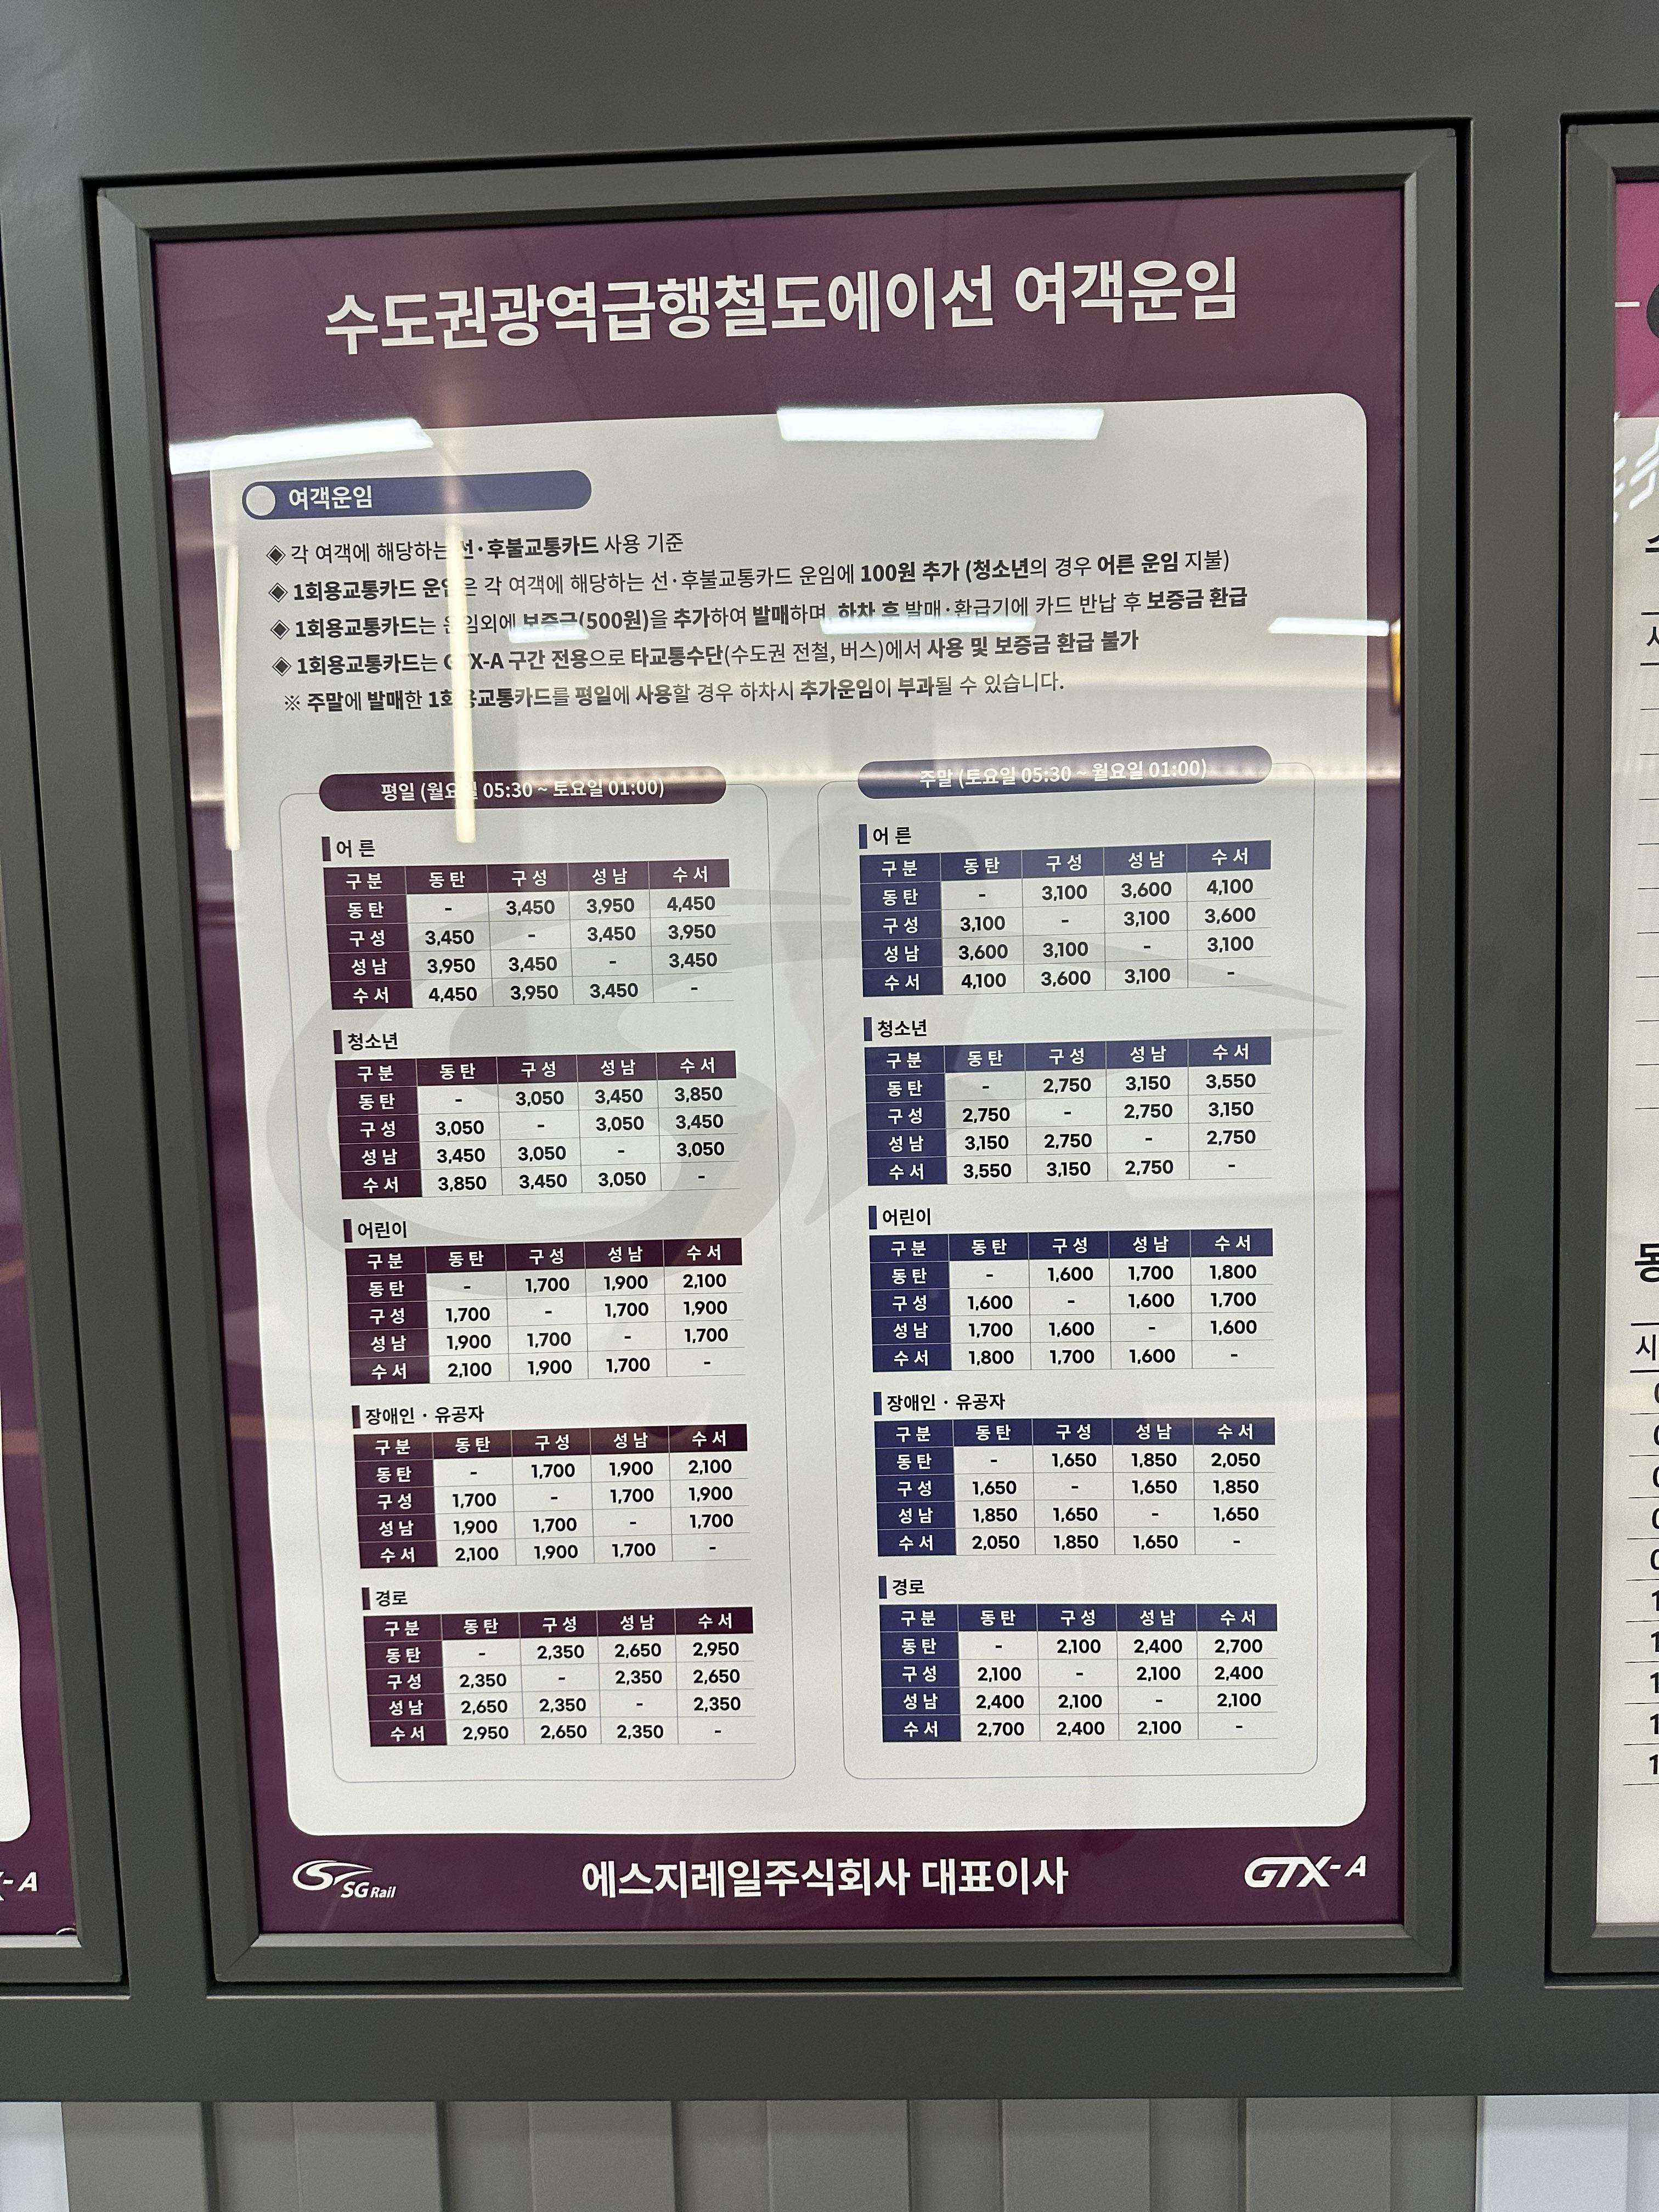 수도권광역급행철도에이선 여객운임
여객운임
◈ 각 여객에 해당하는 선·후불교통카드 사용 기준
◈ 1회용교통카드 운임은 각 여객에 해당하는 선·후불교통카드 운임에 100원 추가 (청소년의 경우 어른 운임 지불)
◈ 1회용교통카드는 운임외에 보증금(500원)을 추가하여 발매하며, 하차 후 발매·환급기에 카드 반납 후 보증금 환급
◈ 1회용교통카드는 GTX-A 구간 전용으로 타교통수단(수도권 전철, 버스)에서 사용 및 보증금 환급 불가
※ 주말에 발매한 1회용교통카드를 평일에 사용할 경우 하차시 추가운임이 부과될 수 있습니다.
평일 (월요일 05:30 ~ 토요일 01:00)
어 른
구 분 동 탄 구 성 성 남 수 서
동 탄 - 3,450 3,950 4,450
구 성 3,450 - 3,450 3,950
성 남 3,950 3,450 - 3,450
수 서 4,450 3,950 3,450 -
청소년
구 분 동 탄 구 성 성 남 수 서
동 탄 - 3,050 3,450 3,850
구 성 3,050 - 3,050 3,450
성 남 3,450 3,050 - 3,050
수 서 3,850 3,450 3,050 -
어린이
구 분 동 탄 구 성 성 남 수 서
동 탄 - 1,700 1,900 2,100
구 성 1,700 - 1,700 1,900
성 남 1,900 1,700 - 1,700
수 서 2,100 1,900 1,700 -
장애인 · 유공자
구 분 동 탄 구 성 성 남 수 서
동 탄 - 1,700 1,900 2,100
구 성 1,700 - 1,700 1,900
성 남 1,900 1,700 - 1,700
수 서 2,100 1,900 1,700 -
경로
구 분 동 탄 구 성 성 남 수 서
동 탄 - 2,350 2,650 2,950
구 성 2,350 - 2,350 2,650
성 남 2,650 2,350 - 2,350
수 서 2,950 2,650 2,350 -
주말 (토요일 05:30 ~ 월요일 01:00)
어 른
구 분 동 탄 구 성 성 남 수 서
동 탄 - 3,100 3,600 4,100
구 성 3,100 - 3,100 3,600
성 남 3,600 3,100 - 3,100
수 서 4,100 3,600 3,100 -
청소년
구 분 동 탄 구 성 성 남 수 서
동 탄 - 2,750 3,150 3,550
구 성 2,750 - 2,750 3,150
성 남 3,150 2,750 - 2,750
수 서 3,550 3,150 2,750 -
어린이
구 분 동 탄 구 성 성 남 수 서
동 탄 - 1,600 1,700 1,800
구 성 1,600 - 1,600 1,700
성 남 1,700 1,600 - 1,600
수 서 1,800 1,700 1,600 -
장애인 · 유공자
구 분 동 탄 구 성 성 남 수 서
동 탄 - 1,650 1,850 2,050
구 성 1,650 - 1,650 1,850
성 남 1,850 1,650 - 1,650
수 서 2,050 1,850 1,650 -
경로
구 분 동 탄 구 성 성 남 수 서
동 탄 - 2,100 2,400 2,700
구 성 2,100 - 2,100 2,400
성 남 2,400 2,100 - 2,100
수 서 2,700 2,400 2,100 -
SG Rail
에스지레일주식회사 대표이사
GTX-A